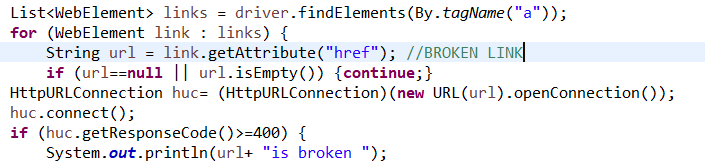 List<WebElement> links = driver.findElements(By.tagName("a"));
for (WebElement link : links) {
    String url = link.getAttribute("href"); //BROKEN LINK
    if (url==null || url.isEmpty()) {continue;}
HttpURLConnection huc= (HttpURLConnection)(new URL(url).openConnection());
huc.connect();
if (huc.getResponseCode()>=400) {
    System.out.println(url+ "is broken ");